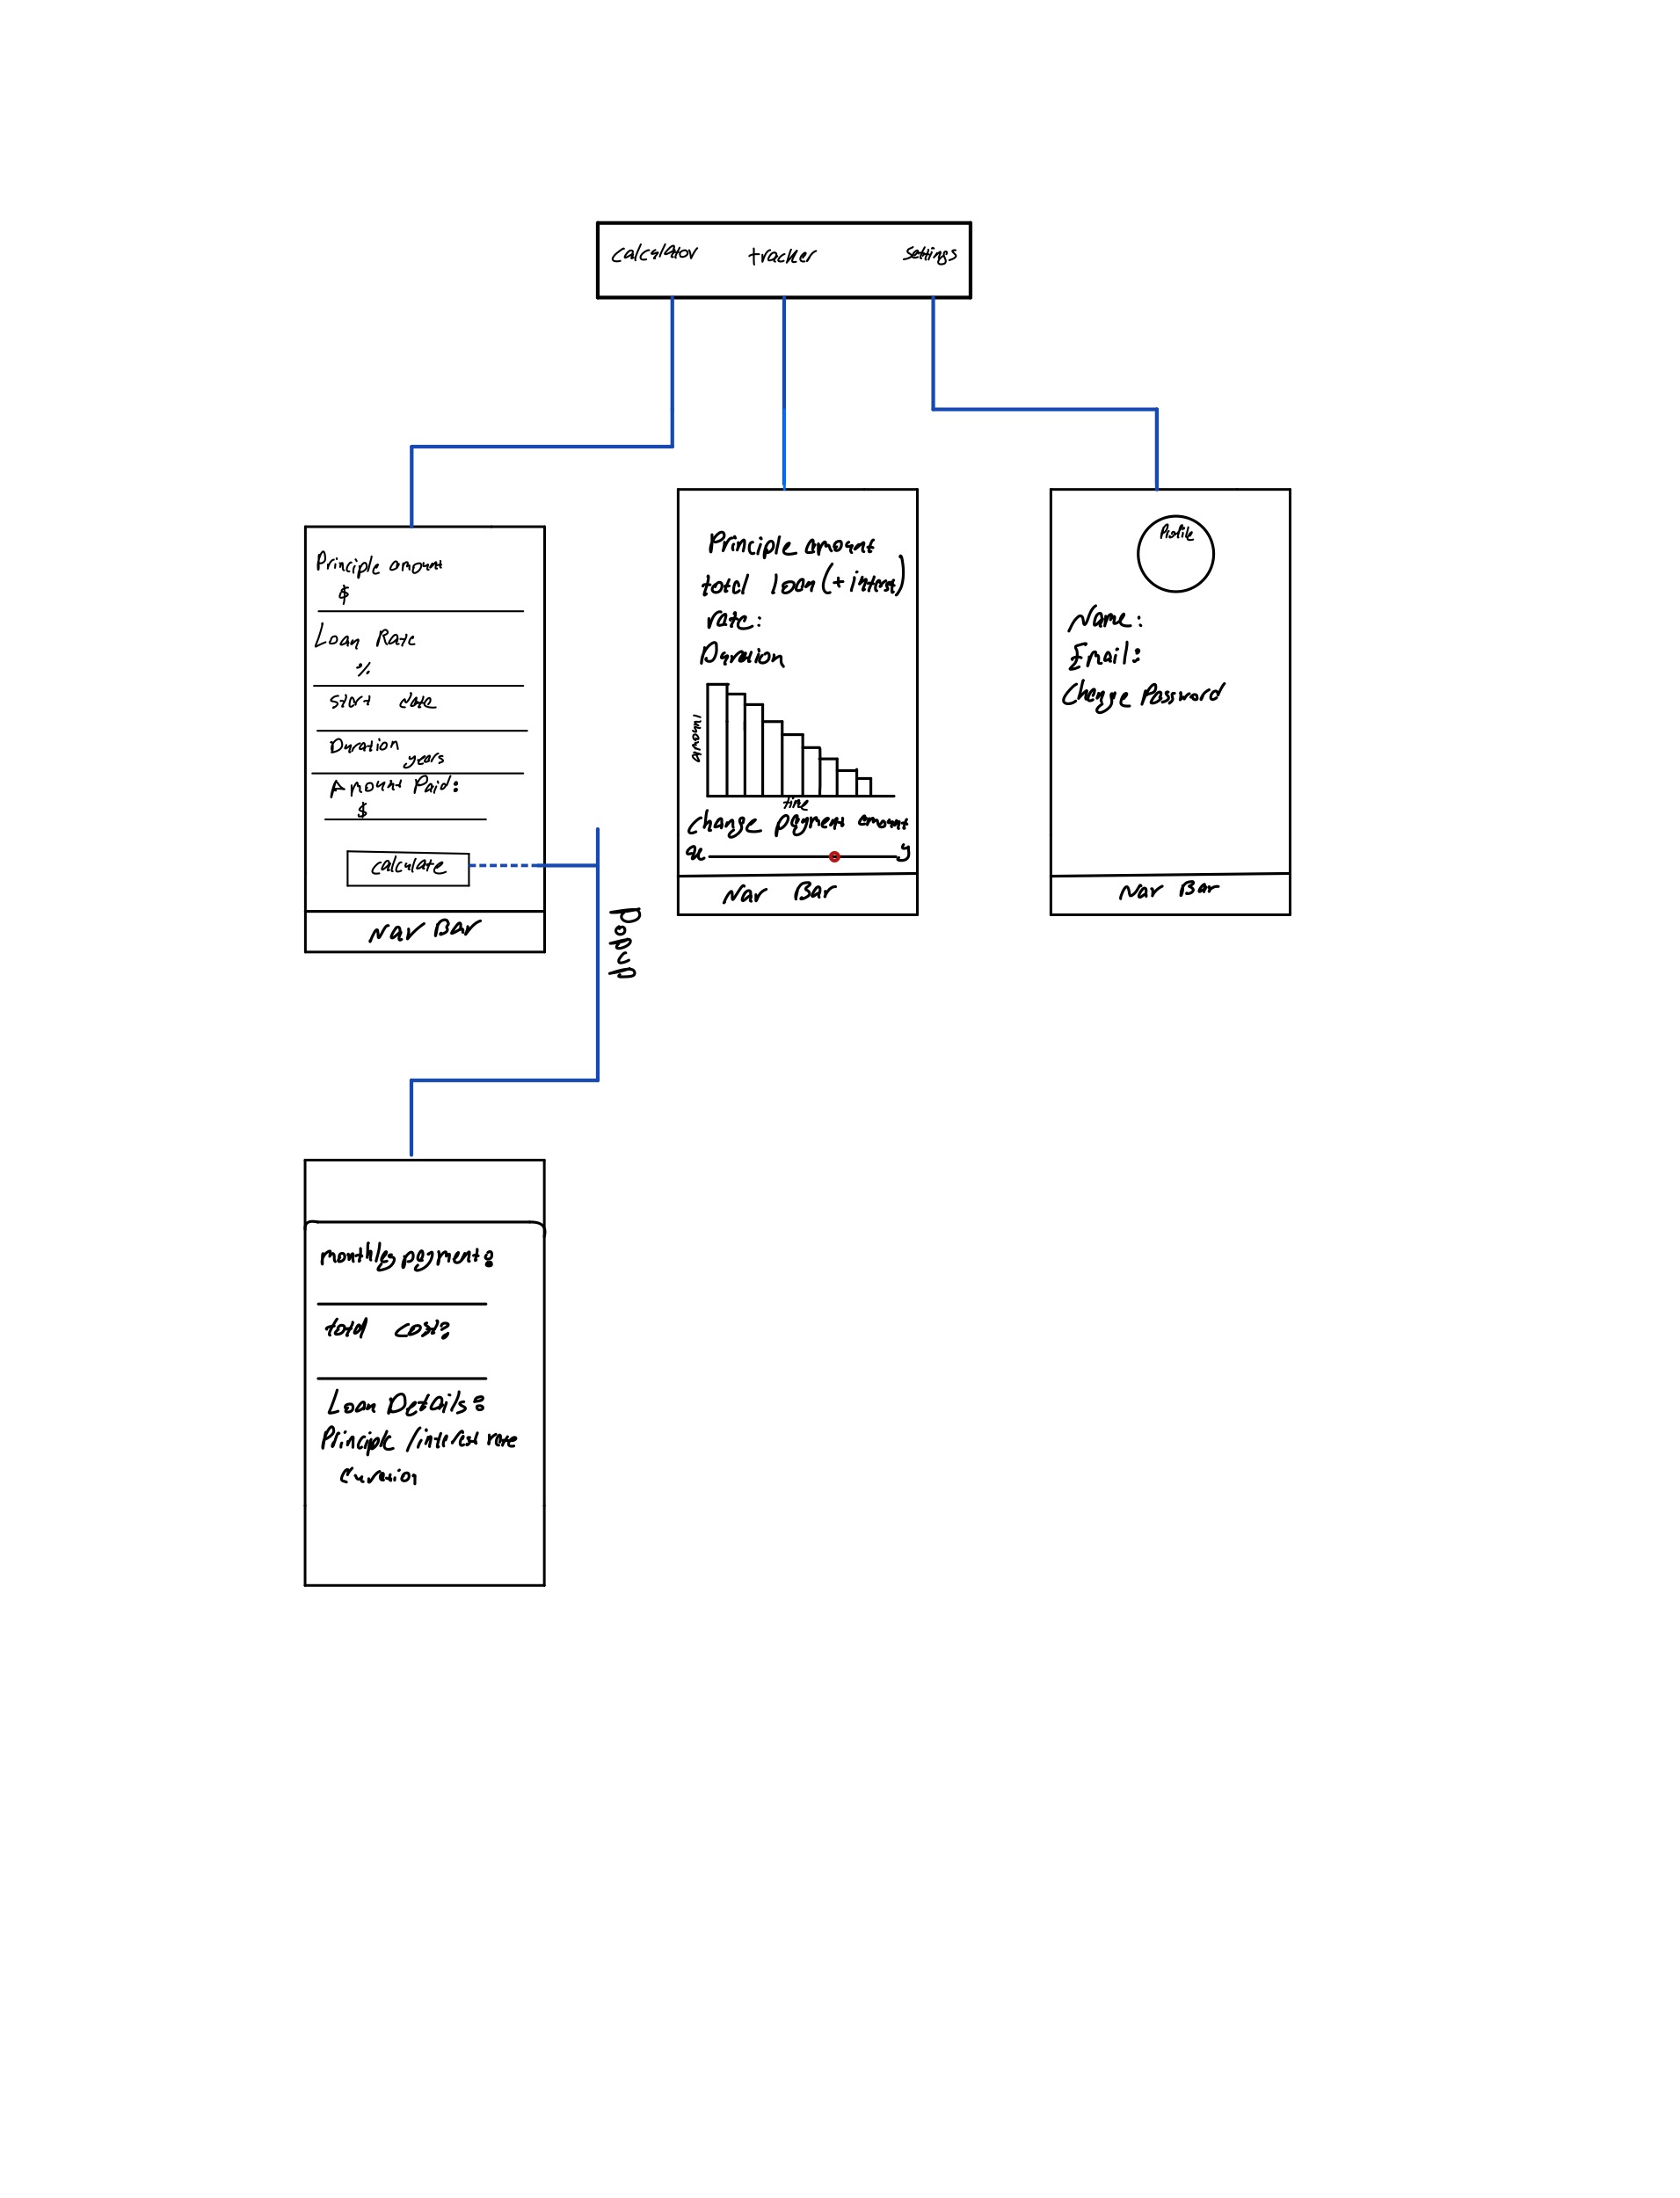 calculator tracker settings
Principle amount
$
Loan Rate
%
Start date
Duration
years
Amount Paid:
$
calculate
Nav Bar
Popup
Principle amount
total loan (+ interest)
rate:
Duration
amount
time
Change payment amount
x y
Nav Bar
Profile
Name:
Email:
Change Password
Nav Bar
monthly payment:
total cost:
Loan Details:
Principle / interest rate